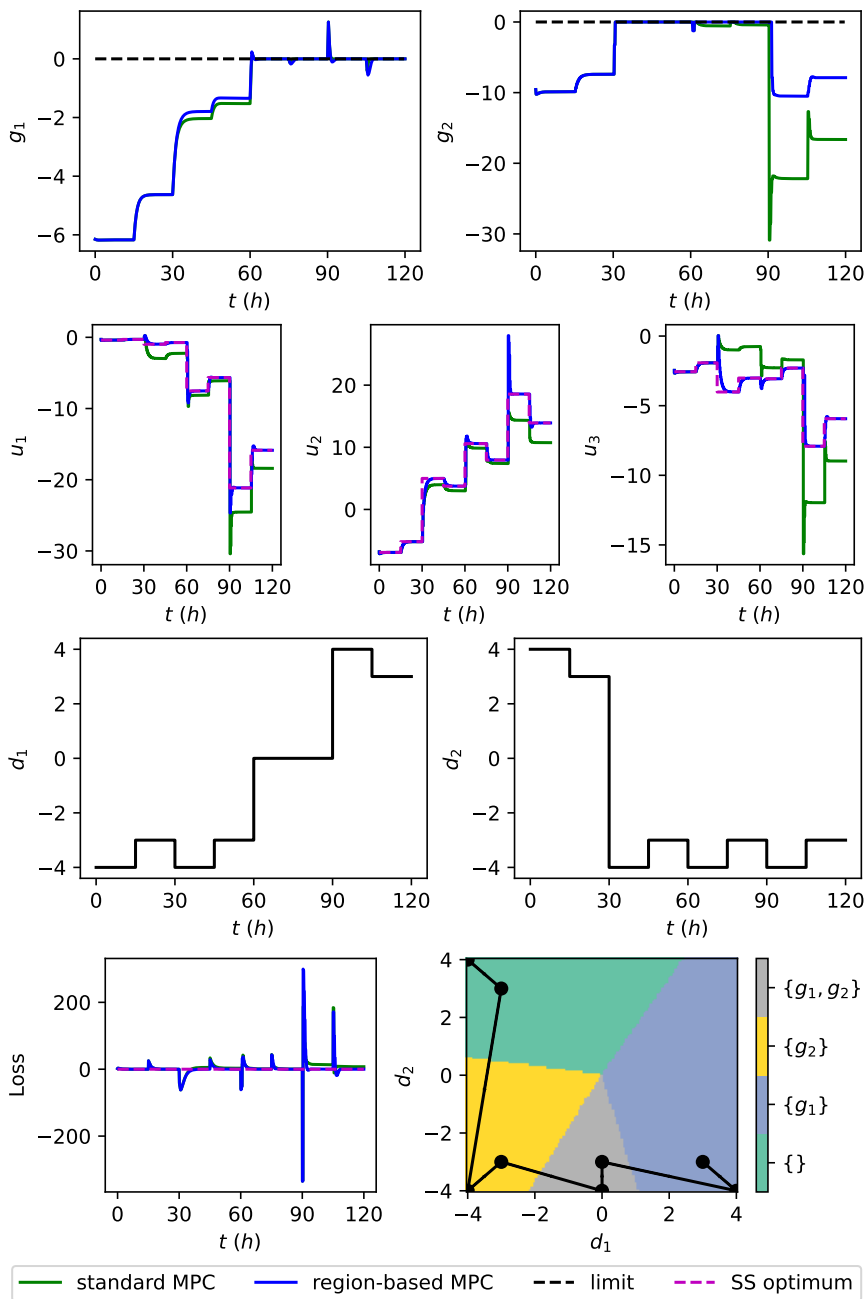 0
−2
−4
−6
g1
0 30 60 90 120
t (h)
0
−10
−20
−30
g2
0 30 60 90 120
t (h)
0
−10
−20
−30
u1
0 30 60 90 120
t (h)
20
10
0
u2
0 30 60 90 120
t (h)
0
−5
−10
−15
u3
0 30 60 90 120
t (h)
4
2
0
−2
−4
d1
0 30 60 90 120
t (h)
4
2
0
−2
−4
d2
0 30 60 90 120
t (h)
200
0
−200
Loss
0 30 60 90 120
t (h)
4
2
0
−2
−4
d2
−4 −2 0 2 4
d1
{g1, g2}
{g2}
{g1}
{}
standard MPC region-based MPC limit SS optimum